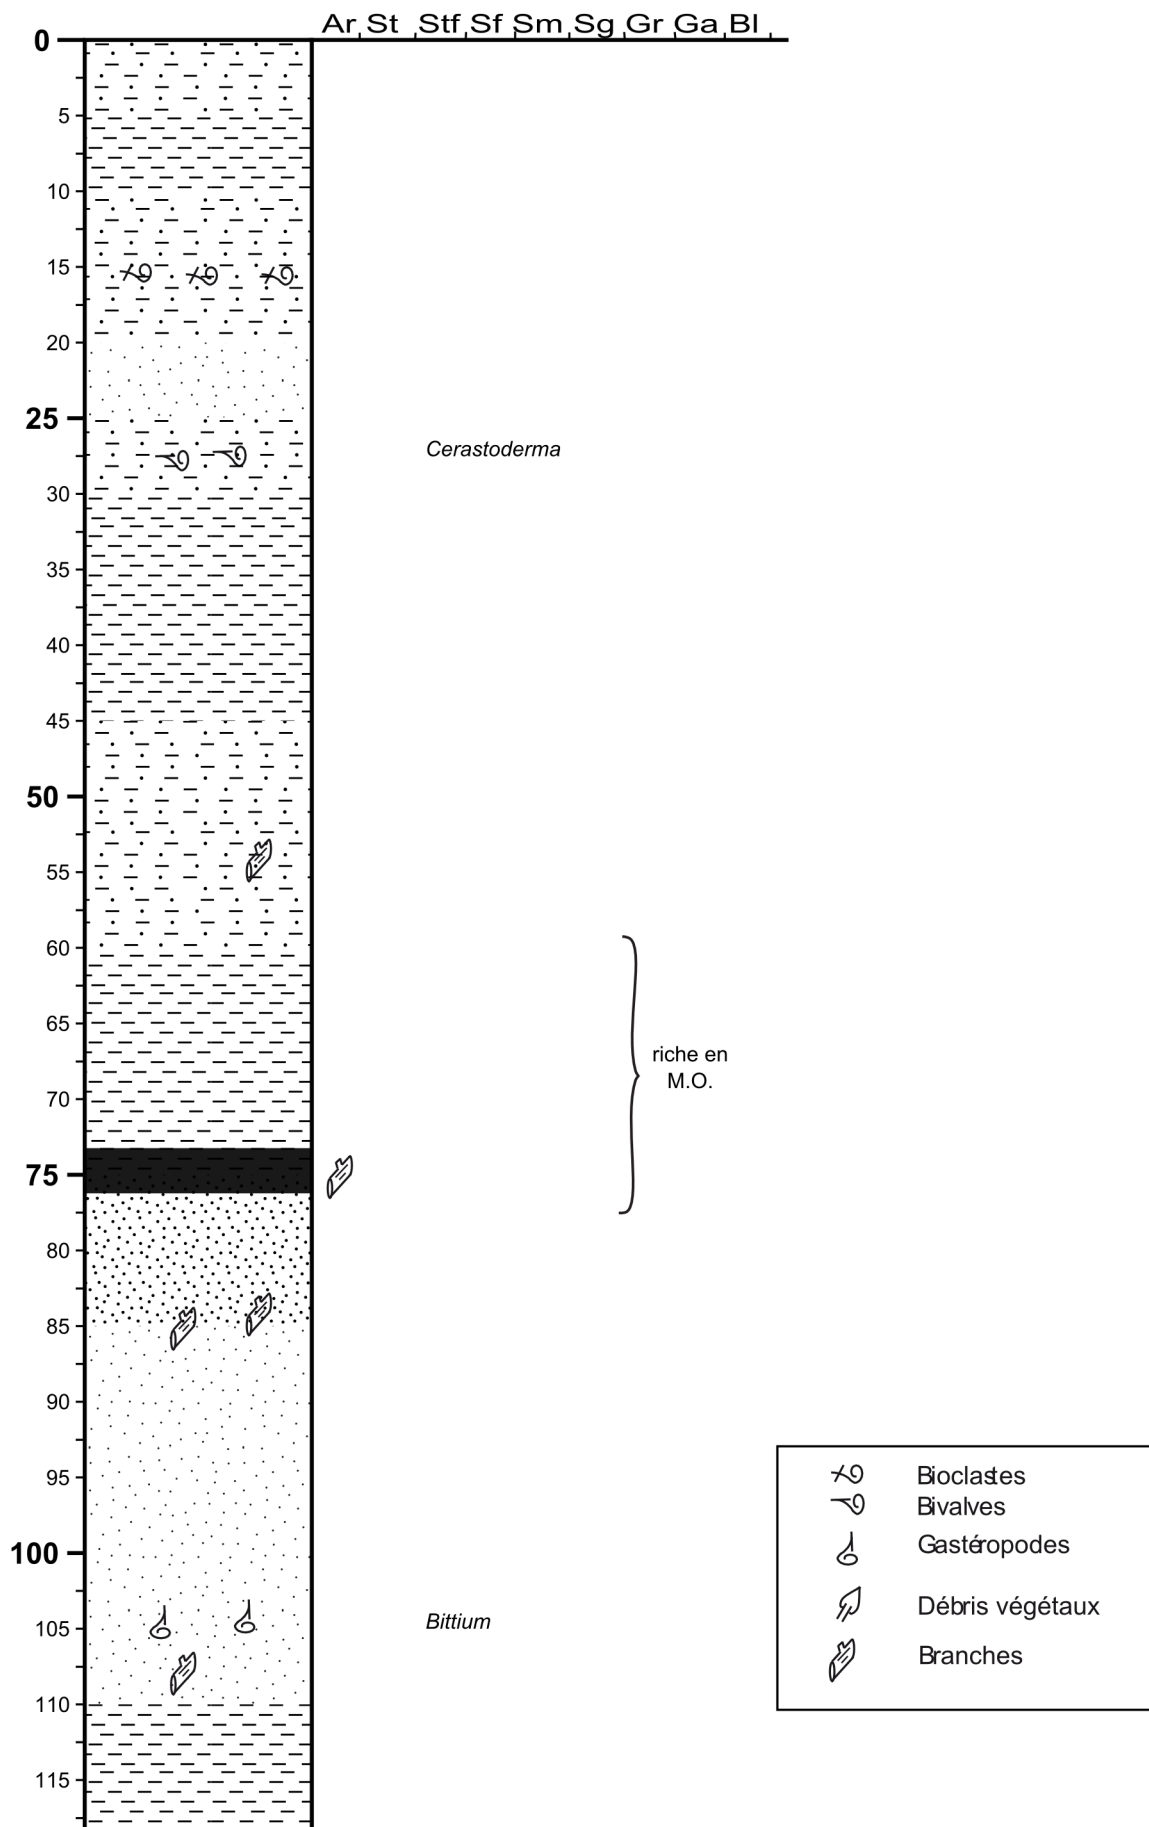 Ar St Stf Sf Sm Sg Gr Ga Bl
0
5
10
15
20
25
Cerastoderma
30
35
40
45
50
55
60
65
riche en
M.O.
70
75
80
85
90
95
Bioclastes
Bivalves
100
Gastéropodes
Débris végétaux
105
Bittium
Branches
110
115